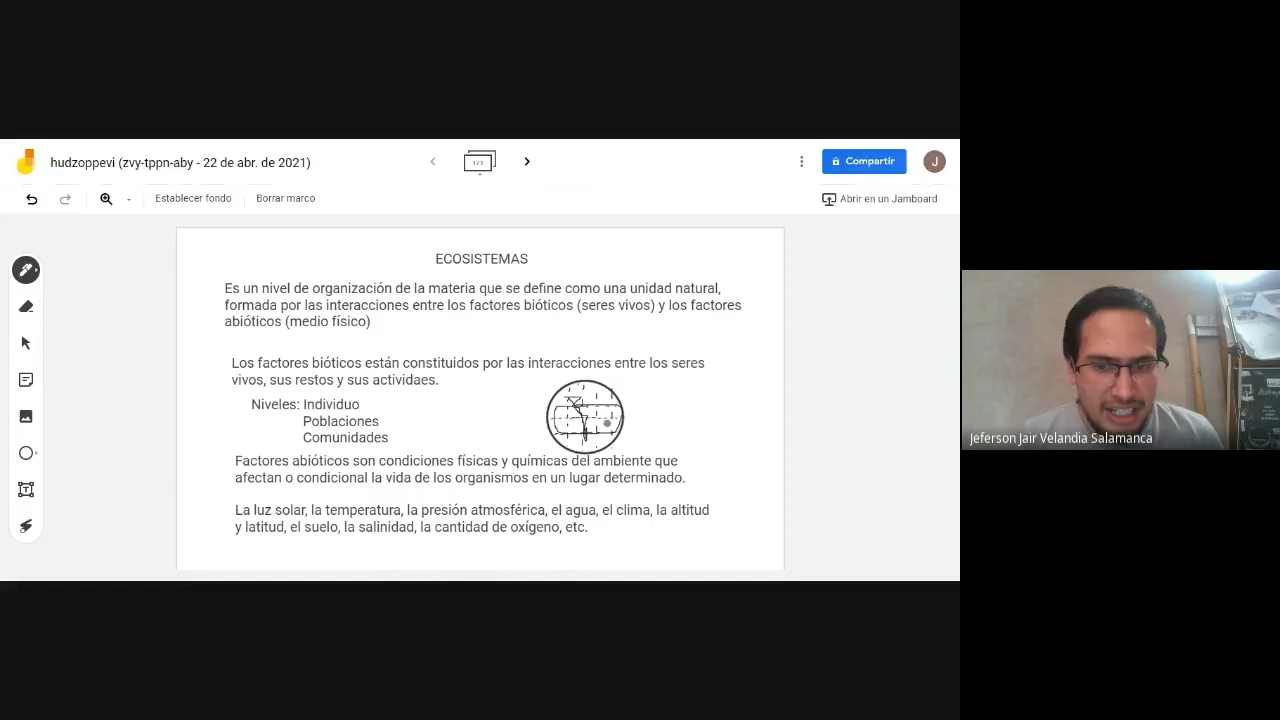 hudzoppevi (zvy-tppn-aby - 22 de abr. de 2021)
1 / 1
Compartir
J
Establecer fondo
Borrar marco
Abrir en un Jamboard
ECOSISTEMAS
Es un nivel de organización de la materia que se define como una unidad natural,
formada por las interacciones entre los factores bióticos (seres vivos) y los factores
abióticos (medio físico)
Los factores bióticos están constituidos por las interacciones entre los seres
vivos, sus restos y sus actividaes.
Niveles: Individuo
Poblaciones
Comunidades
Factores abióticos son condiciones físicas y químicas del ambiente que
afectan o condicional la vida de los organismos en un lugar determinado.
La luz solar, la temperatura, la presión atmosférica, el agua, el clima, la altitud
y latitud, el suelo, la salinidad, la cantidad de oxígeno, etc.
Jeferson Jair Velandia Salamanca